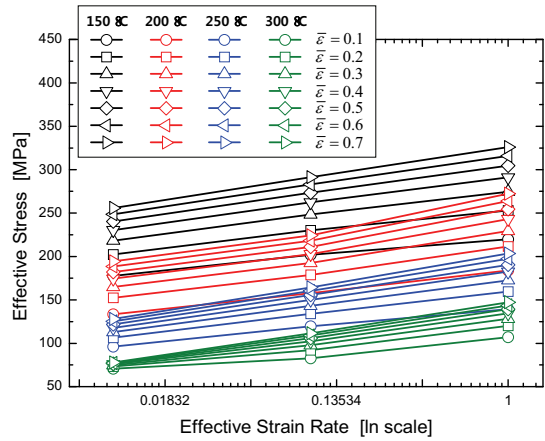 150 8C 200 8C 250 8C 300 8C
ε̄ = 0.1
ε̄ = 0.2
ε̄ = 0.3
ε̄ = 0.4
ε̄ = 0.5
ε̄ = 0.6
ε̄ = 0.7
450
400
350
300
250
200
150
100
50
Effective Stress [MPa]
0.01832 0.13534 1
Effective Strain Rate [ln scale]